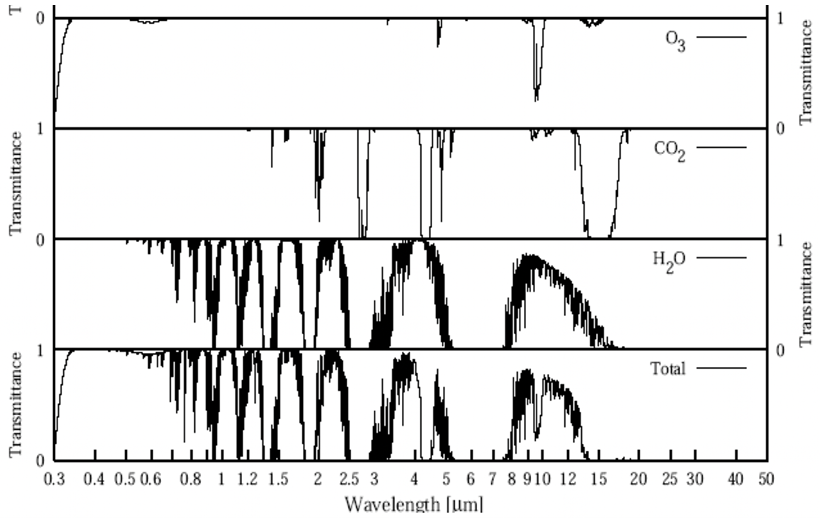 T
0
1
O3
Transmittance
1
0
CO2
Transmittance
0
1
H2O
Transmittance
1
0
Total
Transmittance
0
0.3 0.4 0.5 0.6 0.8 1 1.2 1.5 2 2.5 3 4 5 6 7 8 9 10 12 15 20 25 30 40 50
Wavelength [μm]